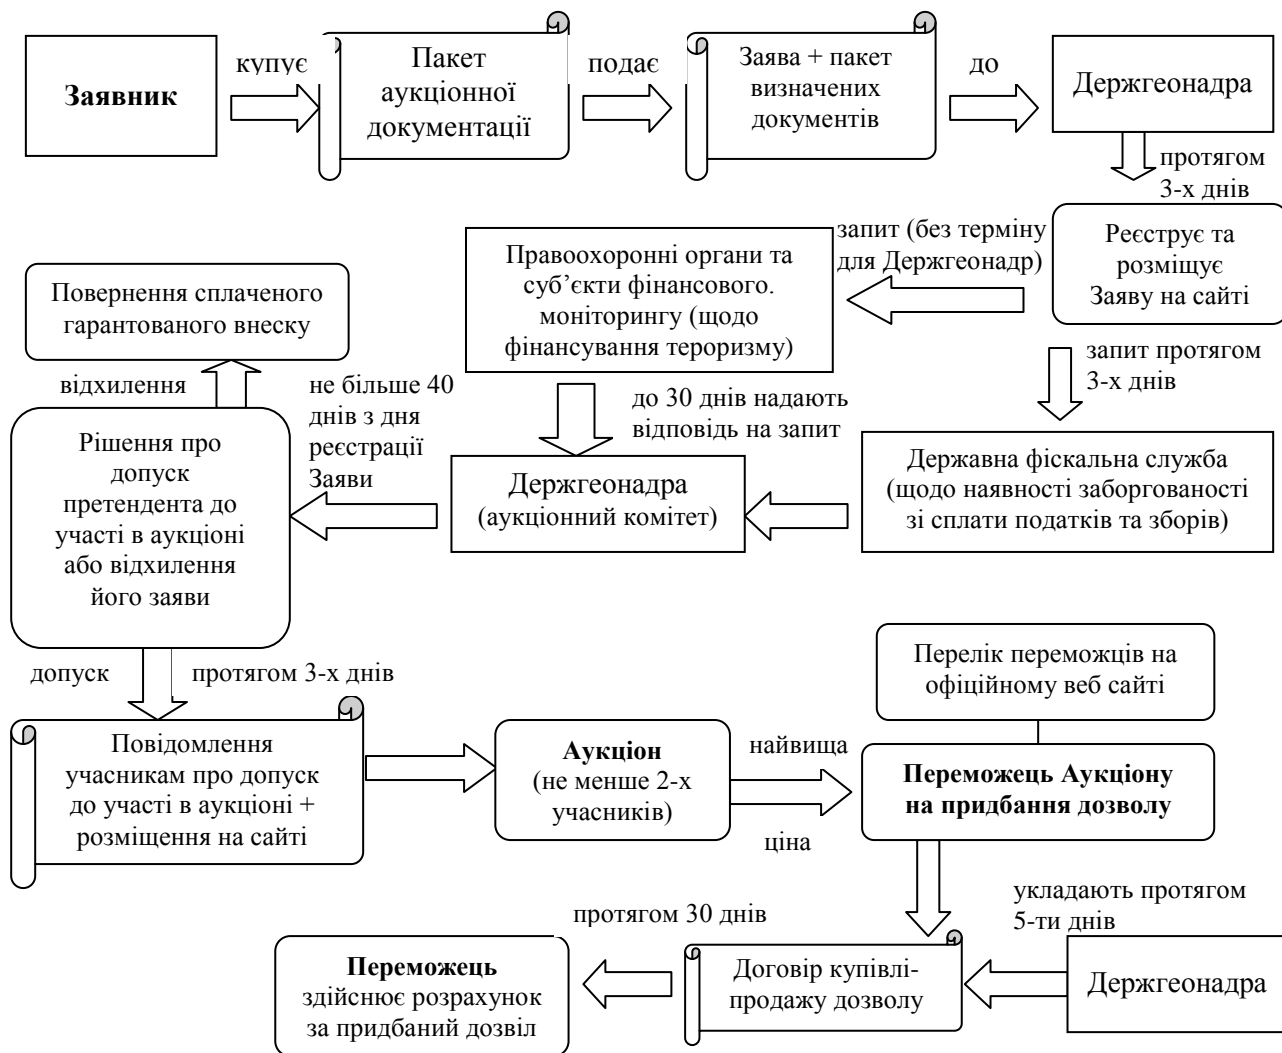 Заявник
купує
Пакет
аукціонної
документації
подає
Заява + пакет
визначених
документів
до
Держгеонадра
протягом
3-х днів
Реєструє та
розміщує
Заяву на сайті
запит (без терміну
для Держгеонадр)
Правоохоронні органи та
суб’єкти фінансового.
моніторингу (щодо
фінансування тероризму)
запит протягом
3-х днів
Державна фіскальна служба
(щодо наявності заборгованості
зі сплати податків та зборів)
до 30 днів надають
відповідь на запит
Держгеонадра
(аукціонний комітет)
не більше 40
днів з дня
реєстрації
Заяви
Рішення про
допуск
претендента до
участі в аукціоні
або відхилення
його заяви
відхилення
Повернення сплаченого
гарантованого внеску
допуск
протягом 3-х днів
Повідомлення
учасникам про допуск
до участі в аукціоні +
розміщення на сайті
Аукціон
(не менше 2-х
учасників)
найвища
ціна
Перелік переможців на
офіційному веб сайті
Переможець Аукціону
на придбання дозволу
укладають протягом
5-ти днів
Держгеонадра
Договір купівлі-
продажу дозволу
протягом 30 днів
Переможець
здійснює розрахунок
за придбаний дозвіл